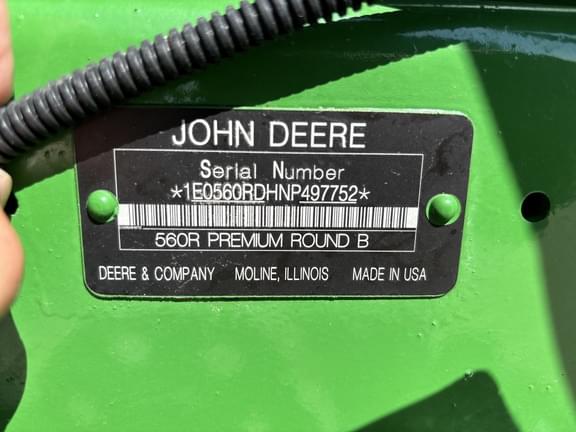 JOHN DEERE
Serial Number
*1E0560RDHNP497752*
560R PREMIUM ROUND B
DEERE & COMPANY MOLINE, ILLINOIS MADE IN USA